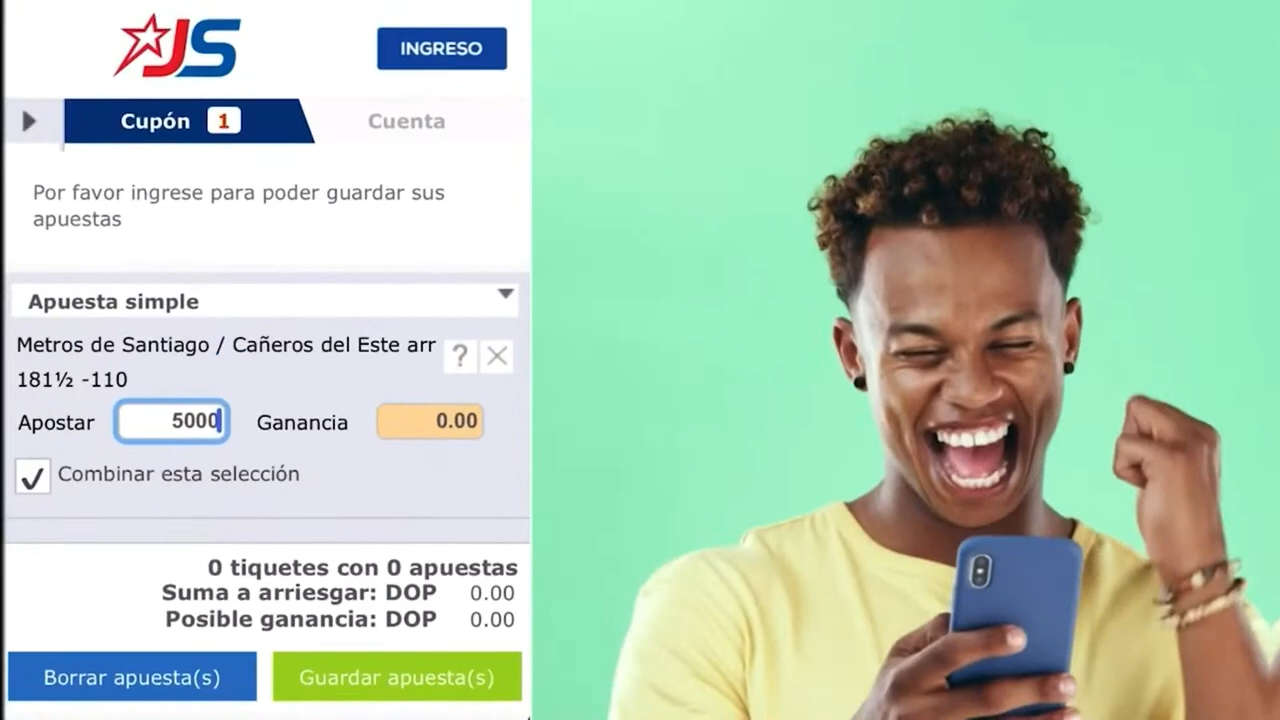 JS
INGRESO
Cupón 1
Cuenta
Por favor ingrese para poder guardar sus
apuestas
Apuesta simple
Metros de Santiago / Cañeros del Este arr
181½ -110
? ×
Apostar 5000 Ganancia 0.00
Combinar esta selección
0 tiquetes con 0 apuestas
Suma a arriesgar: DOP 0.00
Posible ganancia: DOP 0.00
Borrar apuesta(s)
Guardar apuesta(s)